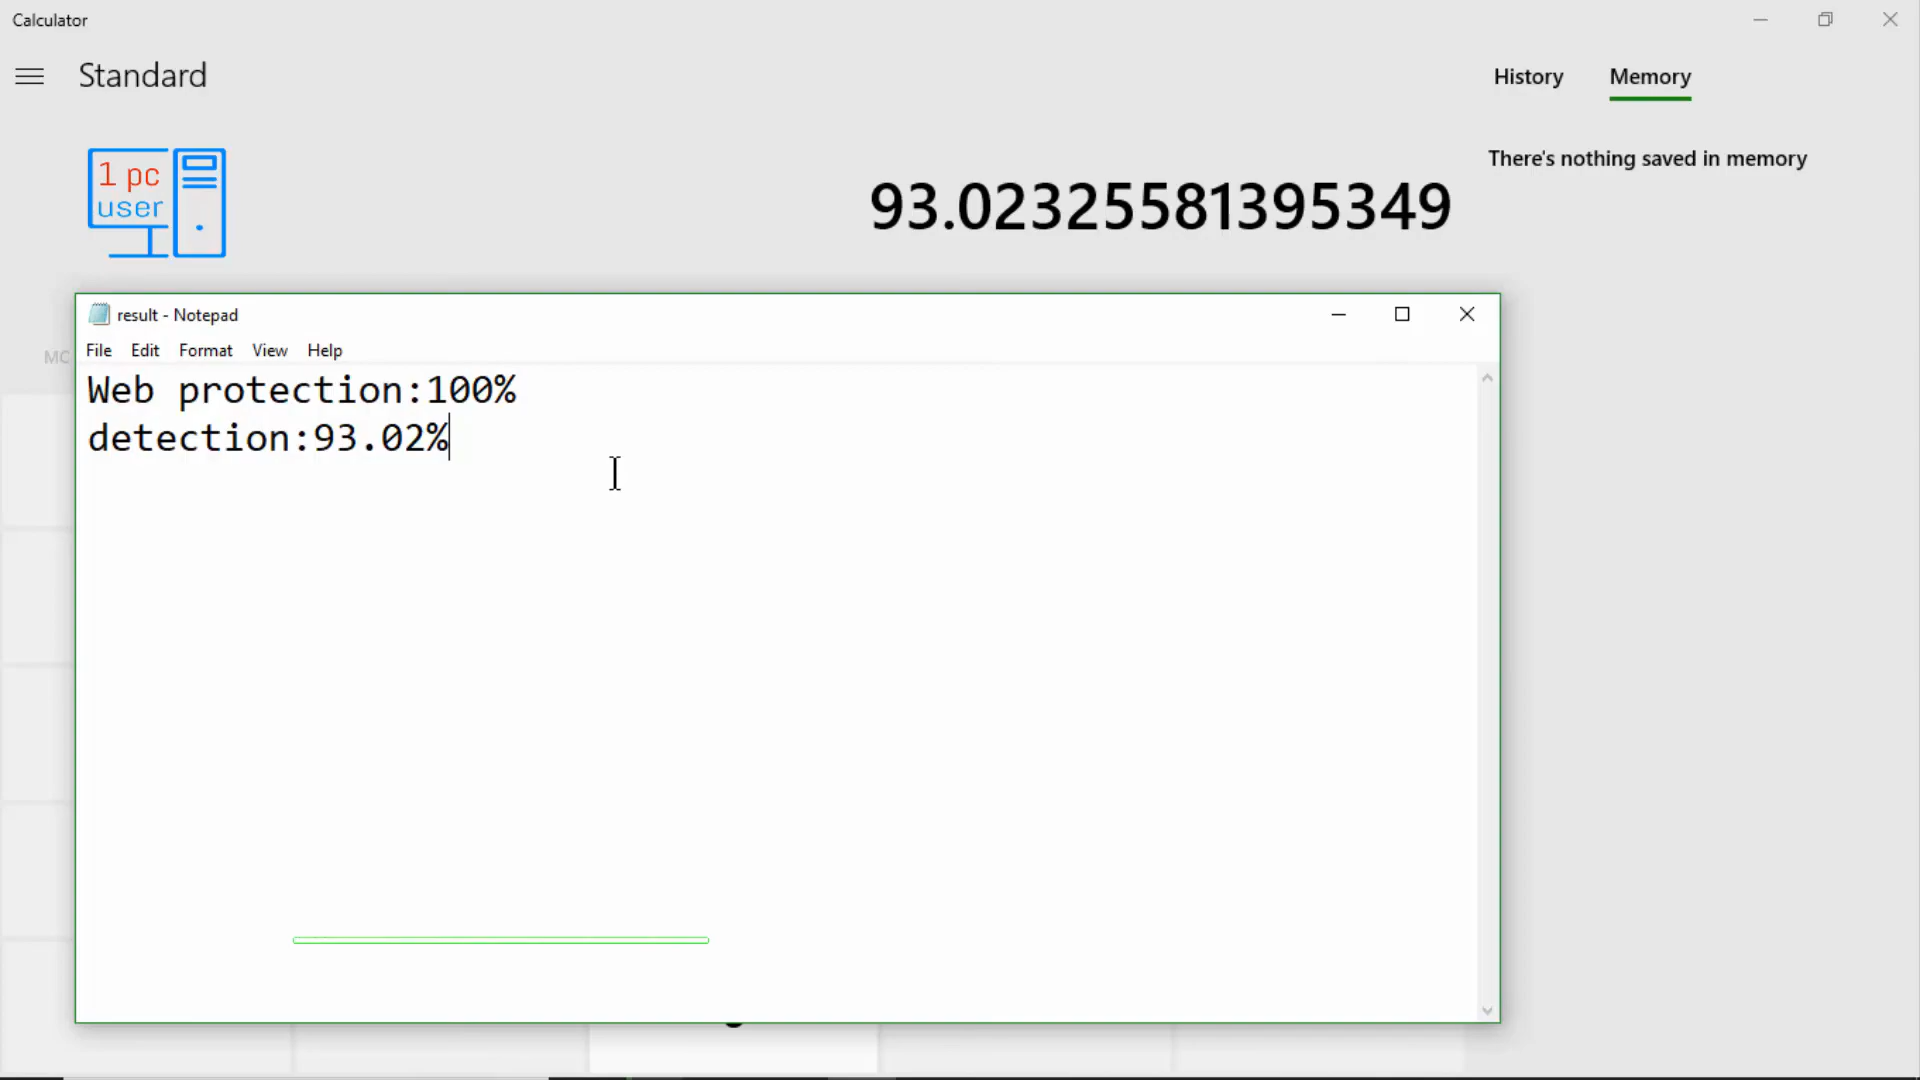 Calculator
Standard
History Memory
There's nothing saved in memory
1 pc
user
93.02325581395349
result - Notepad
File Edit Format View Help
MC
Web protection:100%
detection:93.02%